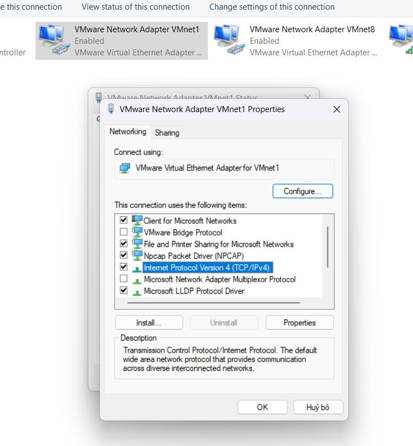 e this connection View status of this connection Change settings of this connection
VMware Network Adapter VMnet1
Enabled
VMware Virtual Ethernet Adapter ...
VMware Network Adapter VMnet8
Enabled
VMware Virtual Ethernet Adapter ...
ontroller
VMware Network Adapter VMnet1 Status
VMware Network Adapter VMnet1 Properties
Networking Sharing
Connect using:
VMware Virtual Ethernet Adapter for VMnet1
Configure...
This connection uses the following items:
Client for Microsoft Networks
VMware Bridge Protocol
File and Printer Sharing for Microsoft Networks
Npcap Packet Driver (NPCAP)
Internet Protocol Version 4 (TCP/IPv4)
Microsoft Network Adapter Multiplexor Protocol
Microsoft LLDP Protocol Driver
Install... Uninstall Properties
Description
Transmission Control Protocol/Internet Protocol. The default
wide area network protocol that provides communication
across diverse interconnected networks.
OK Huỷ bỏ